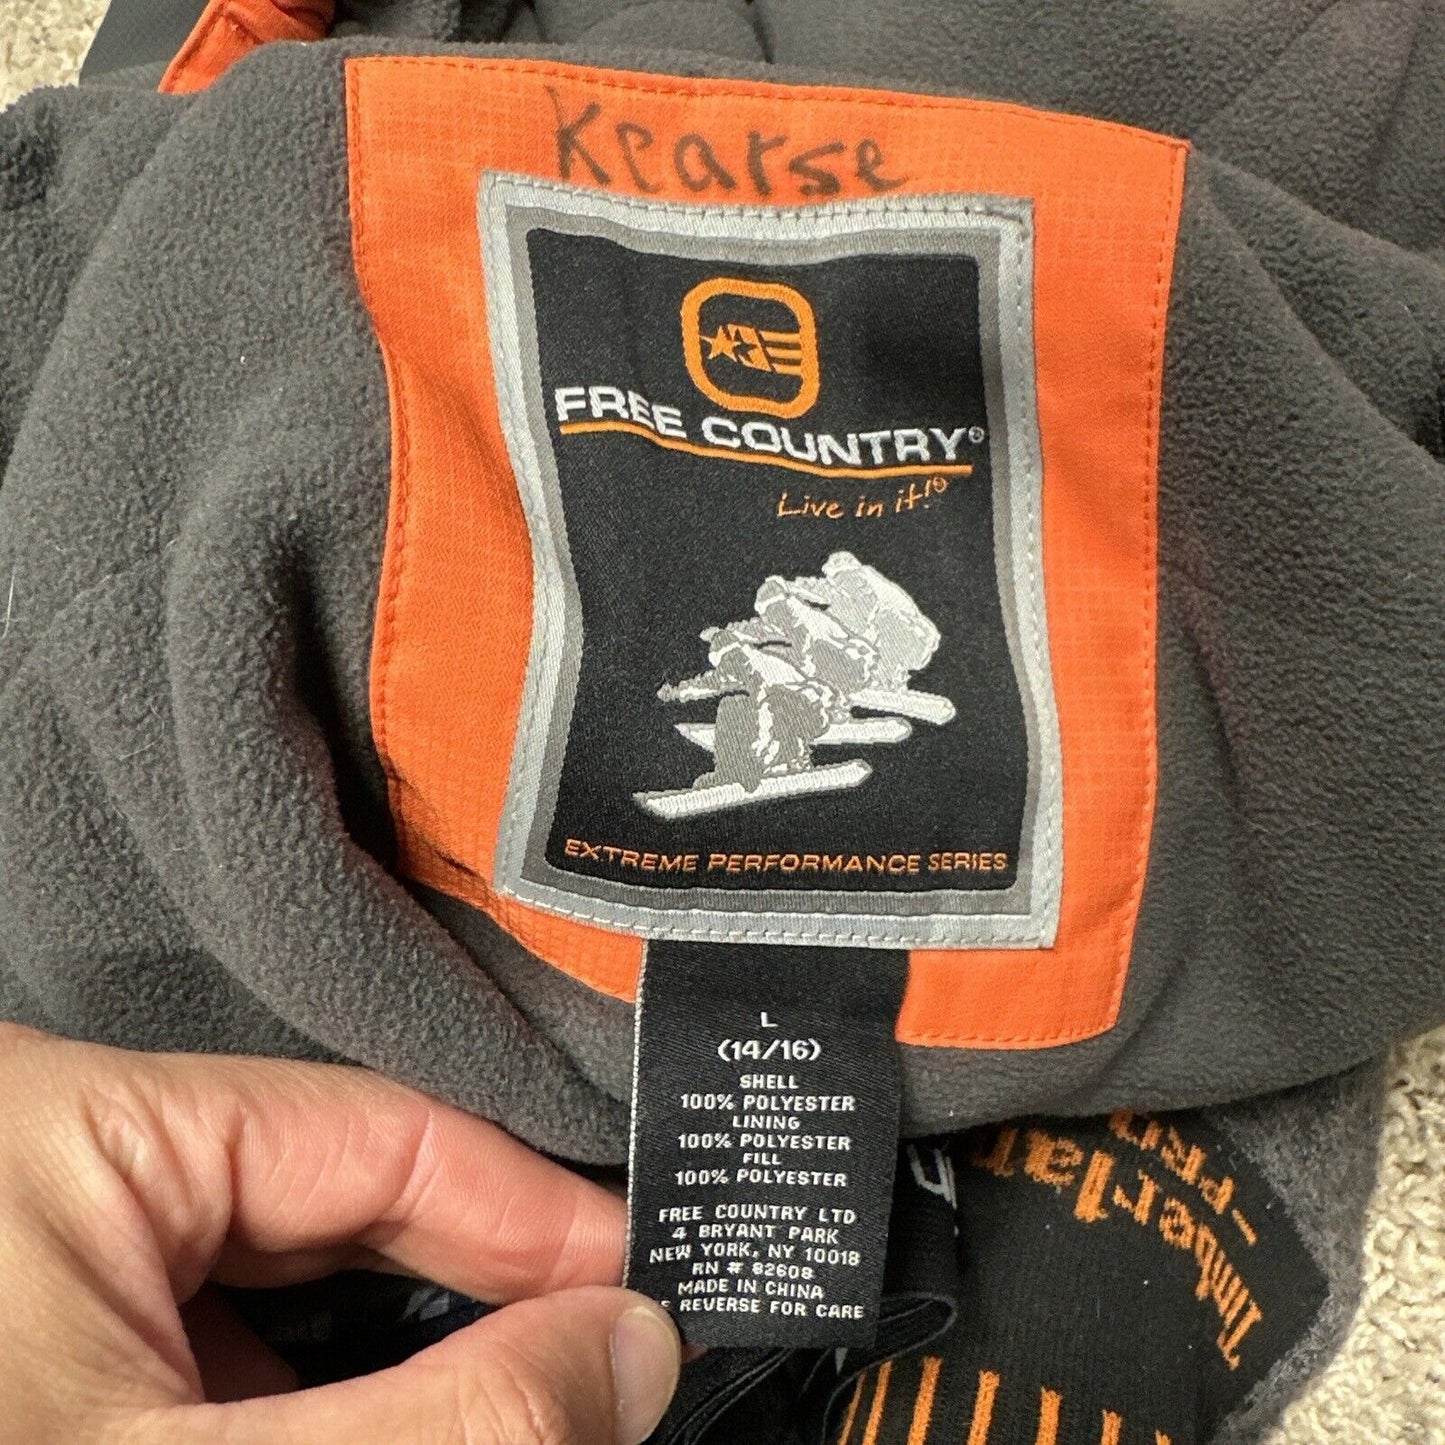 Kearse
FREE COUNTRY®
Live in it!®
EXTREME PERFORMANCE SERIES
L
(14/16)
SHELL
100% POLYESTER
LINING
100% POLYESTER
FILL
100% POLYESTER
FREE COUNTRY LTD
4 BRYANT PARK
NEW YORK, NY 10018
RN # 82608
MADE IN CHINA
REVERSE FOR CARE
Timberland
-PRO